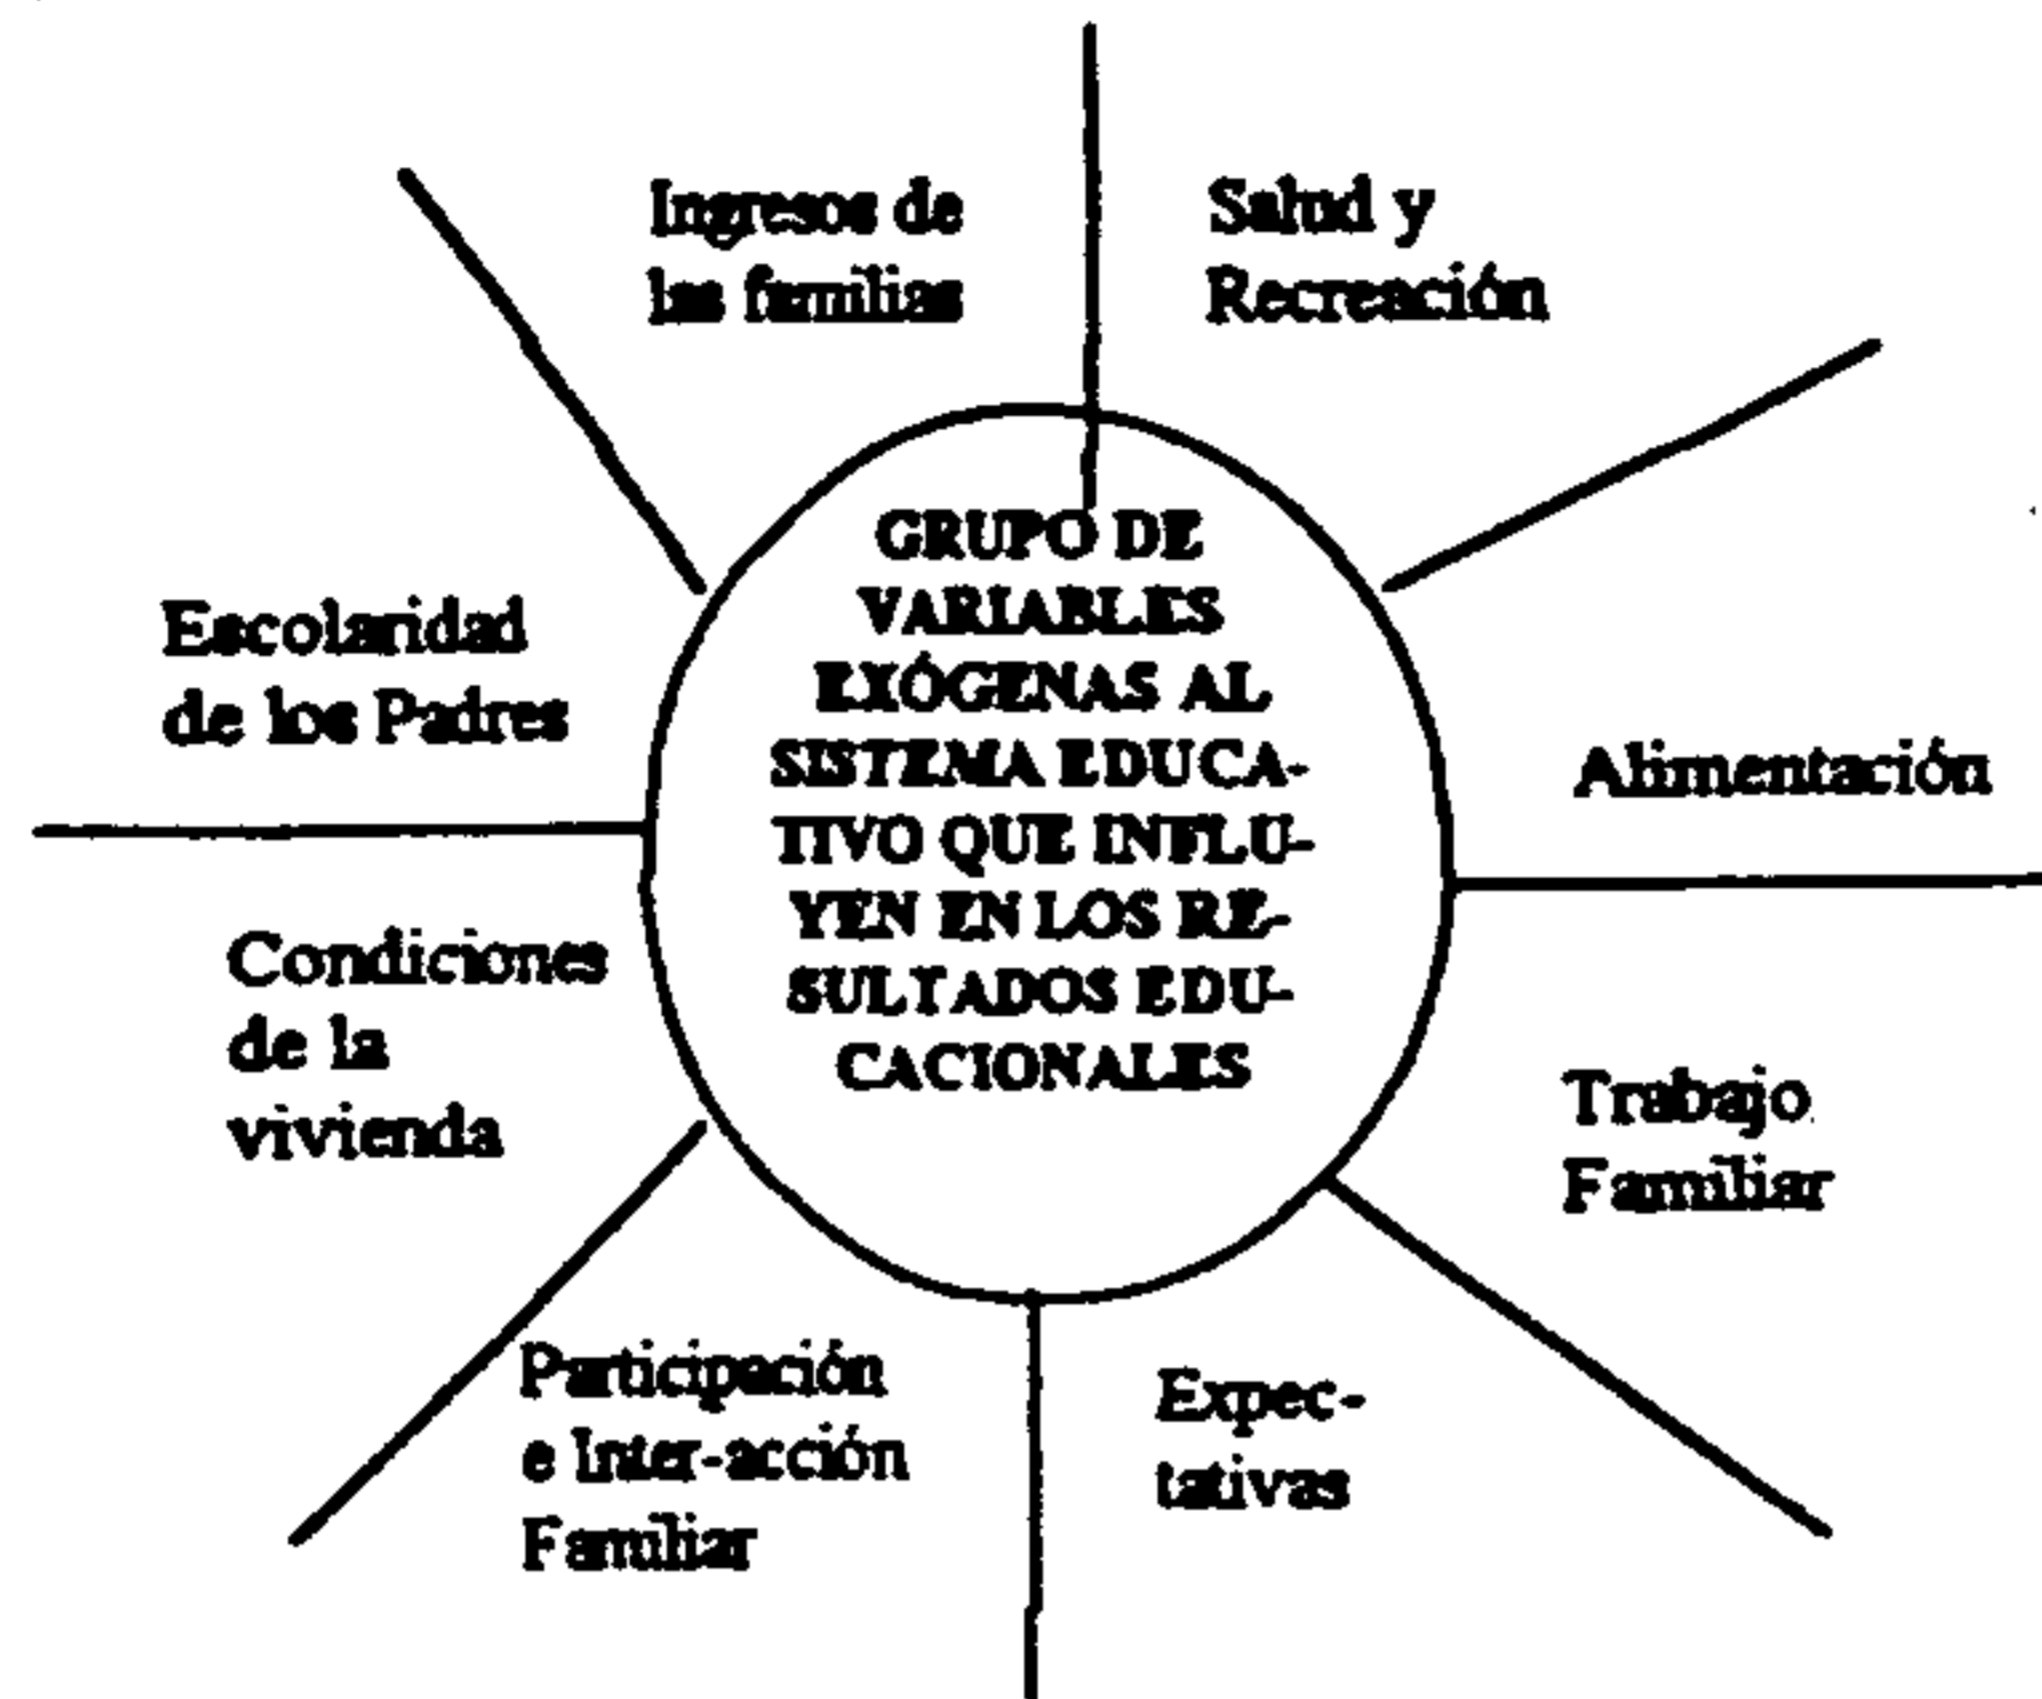 Ingresos de
las familias
Salud y
Recreación
Escolaridad
de los Padres
GRUPO DE
VARIABLES
EXÓGENAS AL
SISTEMA EDUCA-
TIVO QUE INFLU-
YEN EN LOS RE-
SULTADOS EDU-
CACIONALES
Alimentación
Condiciones
de la
vivienda
Trabajo
Familiar
Participación
e Inter-acción
Familiar
Expec-
tativas